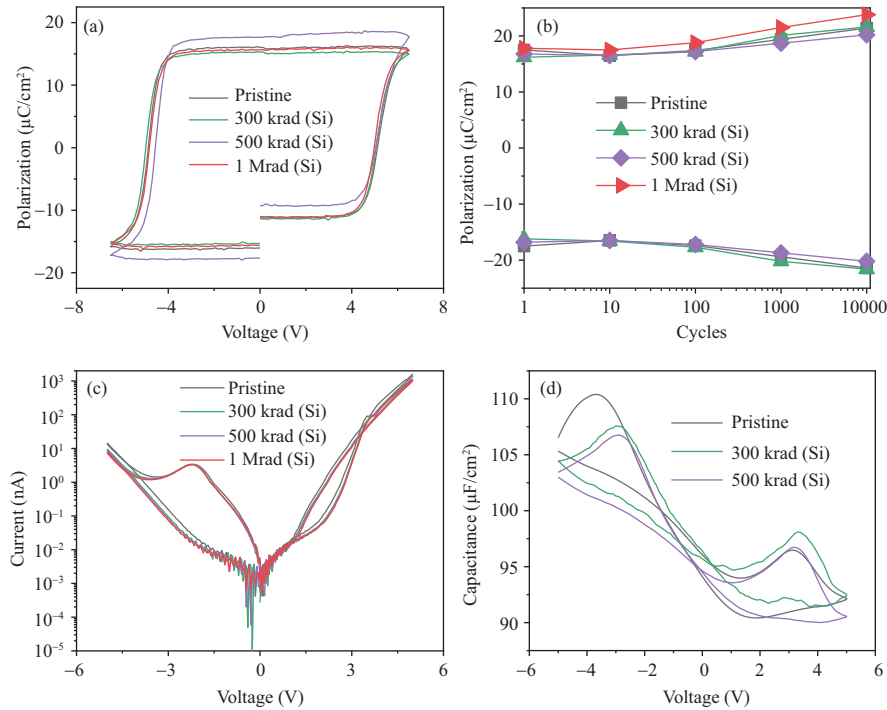 (a)
Polarization (μC/cm²)
20
10
0
−10
−20
−8
−4
0
4
8
Voltage (V)
Pristine
300 krad (Si)
500 krad (Si)
1 Mrad (Si)
(b)
Polarization (μC/cm²)
20
10
0
−10
−20
1
10
100
1000
10000
Cycles
Pristine
300 krad (Si)
500 krad (Si)
1 Mrad (Si)
(c)
Current (nA)
10³
10²
10¹
10⁰
10⁻¹
10⁻²
10⁻³
10⁻⁴
10⁻⁵
−6
−3
0
3
6
Voltage (V)
Pristine
300 krad (Si)
500 krad (Si)
1 Mrad (Si)
(d)
Capacitance (μF/cm²)
110
105
100
95
90
−6
−4
−2
0
2
4
6
Voltage (V)
Pristine
300 krad (Si)
500 krad (Si)